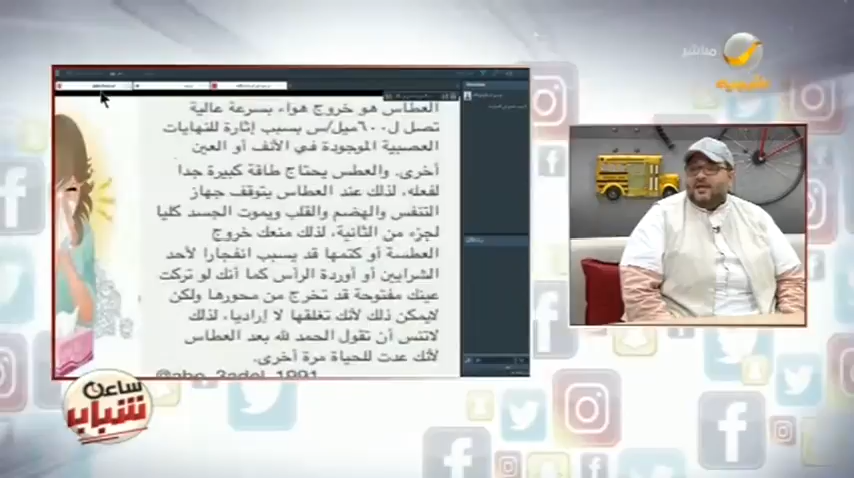 مباشر
العطاس هو خروج هواء بسرعة عالية
تصل ل٦٠٠ميل/س بسبب إثارة للنهايات
العصبية الموجودة في الأنف أو العين
أخرى. والعطس يحتاج طاقة كبيرة جدا
لفعله، لذلك عند العطاس يتوقف جهاز
التنفس والهضم والقلب ويموت الجسد كليا
لجزء من الثانية، لذلك منعك خروج
العطسة أو كتمها قد يسبب انفجارا لأحد
الشرايين أو أوردة الرأس كما أنك لو تركت
عينك مفتوحة قد تخرج من محورها ولكن
لايمكن ذلك لأنك تغلقها لا إراديا، لذلك
لاتنس أن تقول الحمد لله بعد العطاس
لأنك عدت للحياة مرة أخرى.
@abo_3adel_1991
ساعة
شباب